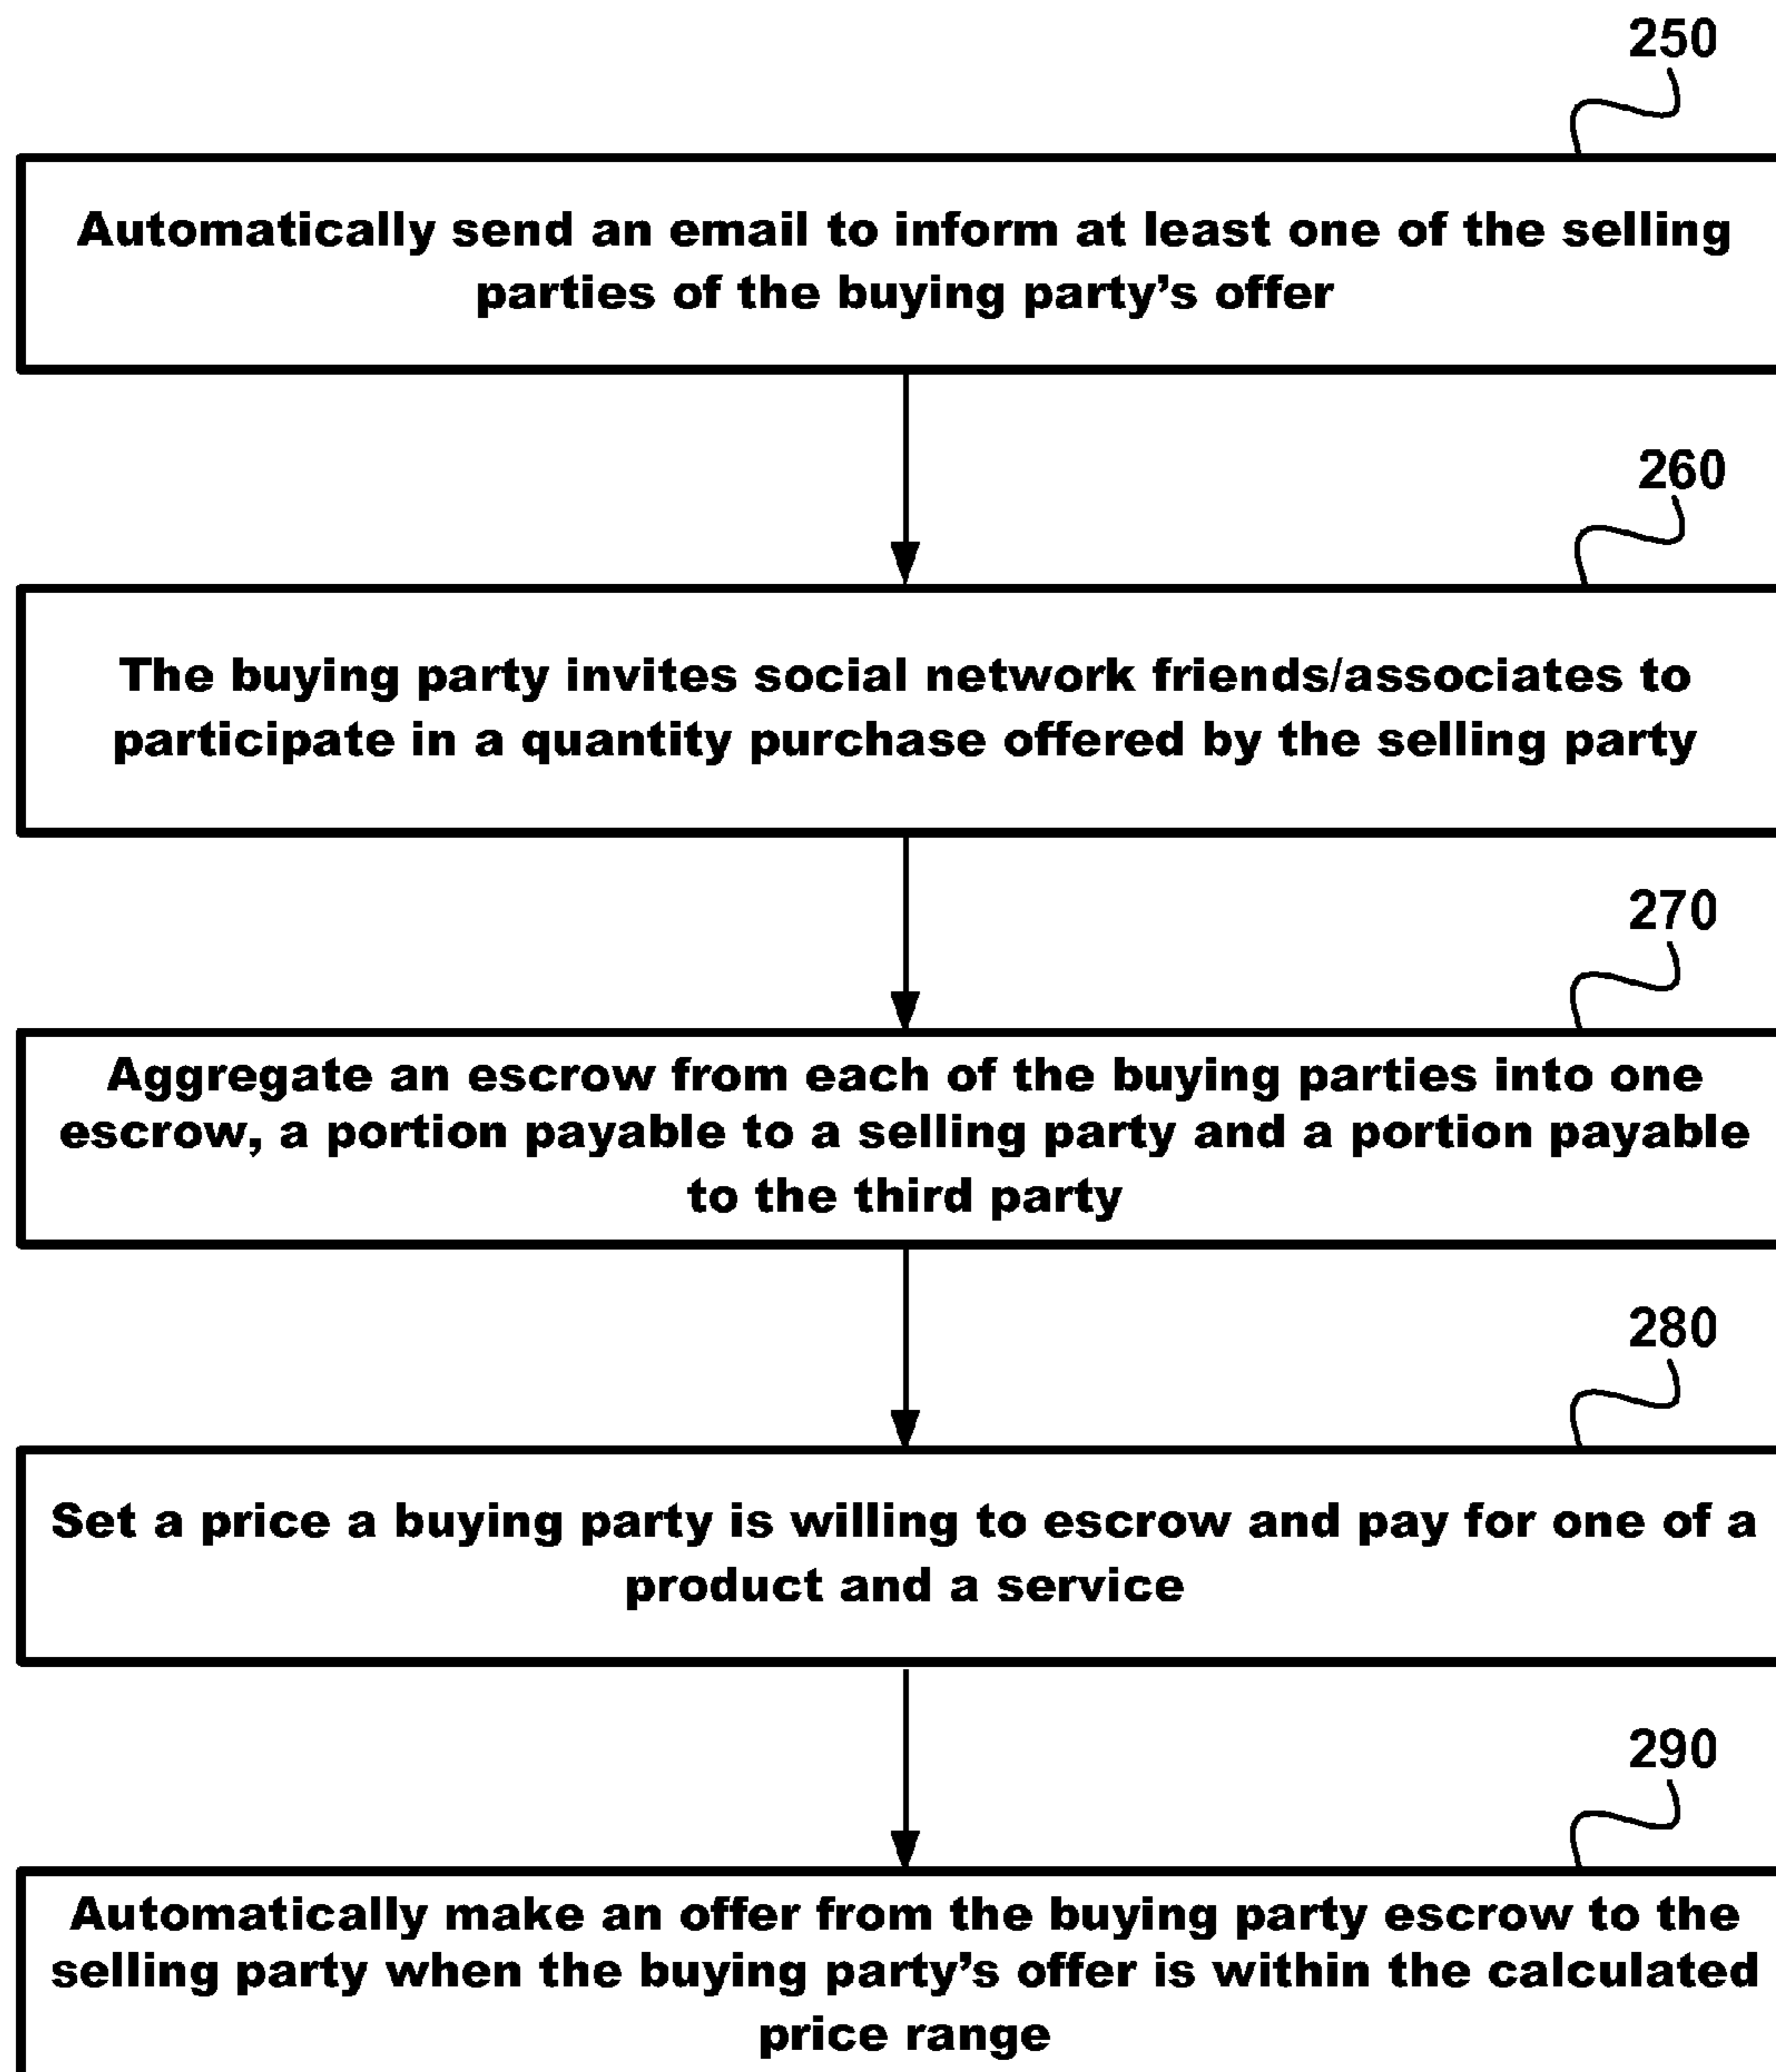 250
Automatically send an email to inform at least one of the selling
parties of the buying party’s offer
260
The buying party invites social network friends/associates to
participate in a quantity purchase offered by the selling party
270
Aggregate an escrow from each of the buying parties into one
escrow, a portion payable to a selling party and a portion payable
to the third party
280
Set a price a buying party is willing to escrow and pay for one of a
product and a service
290
Automatically make an offer from the buying party escrow to the
selling party when the buying party’s offer is within the calculated
price range